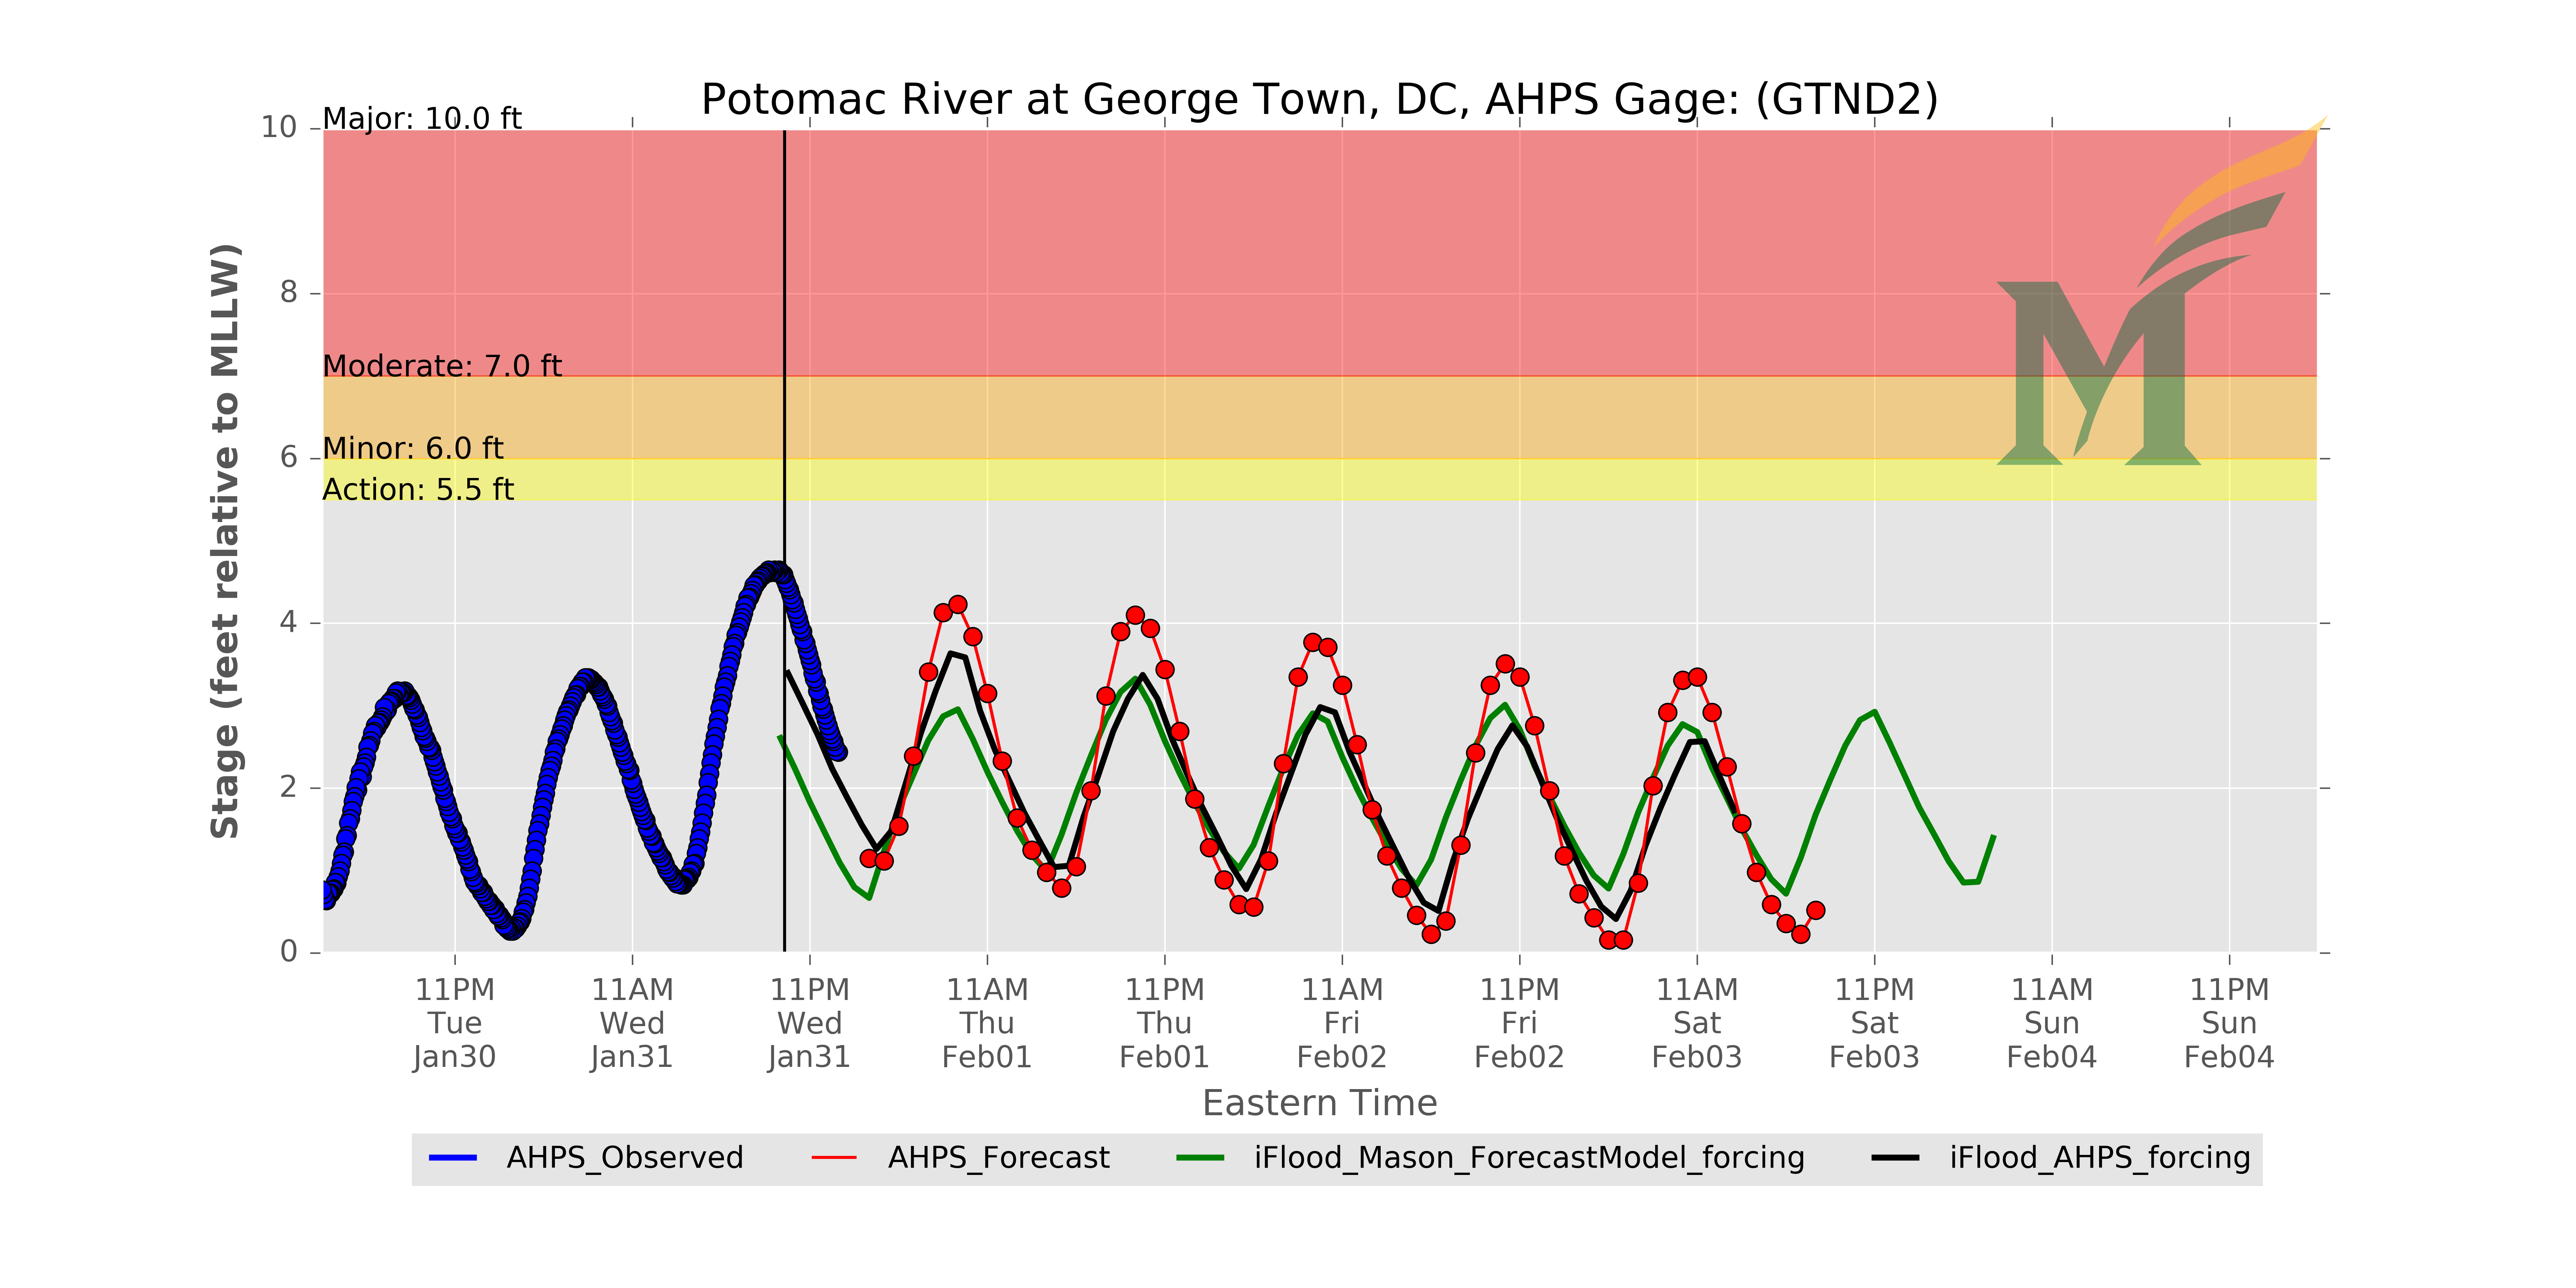 Potomac River at George Town, DC, AHPS Gage: (GTND2)
Major: 10.0 ft
Moderate: 7.0 ft
Minor: 6.0 ft
Action: 5.5 ft
Stage (feet relative to MLLW)
10
8
6
4
2
0
11PM 11AM 11PM 11AM 11PM 11AM 11PM 11AM 11PM 11AM 11PM
Tue Wed Wed Thu Thu Fri Fri Sat Sat Sun Sun
Jan30 Jan31 Jan31 Feb01 Feb01 Feb02 Feb02 Feb03 Feb03 Feb04 Feb04
Eastern Time
AHPS_Observed AHPS_Forecast iFlood_Mason_ForecastModel_forcing iFlood_AHPS_forcing